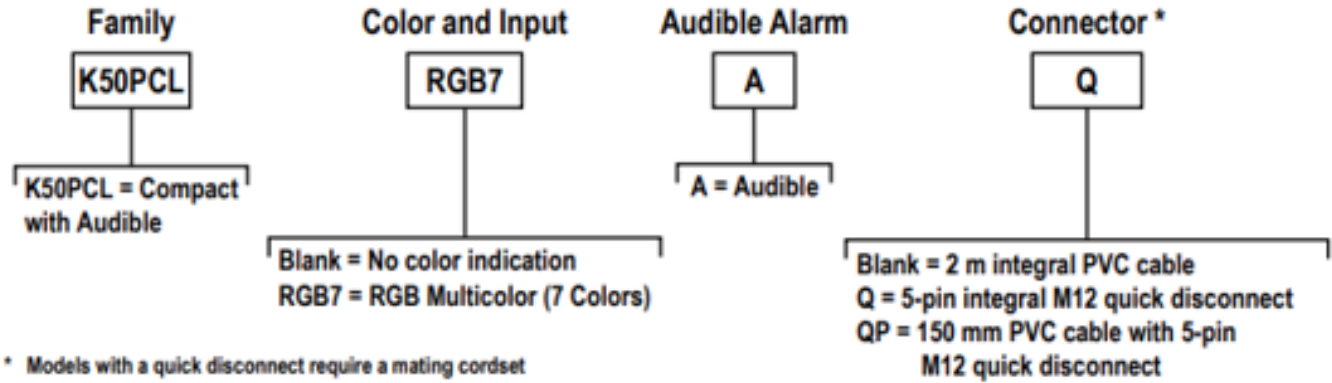 Family Color and Input Audible Alarm Connector *
K50PCL RGB7 A Q
K50PCL = Compact
with Audible
A = Audible
Blank = No color indication
RGB7 = RGB Multicolor (7 Colors)
Blank = 2 m integral PVC cable
Q = 5-pin integral M12 quick disconnect
QP = 150 mm PVC cable with 5-pin
M12 quick disconnect
* Models with a quick disconnect require a mating cordset